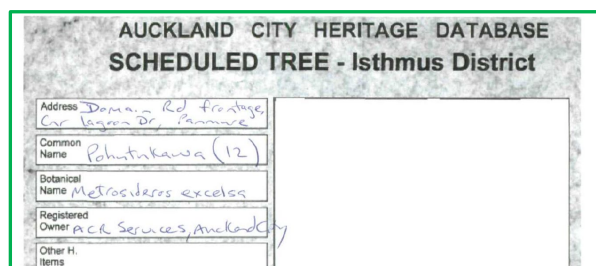 AUCKLAND CITY HERITAGE DATABASE
SCHEDULED TREE - Isthmus District
Address Domain Rd frontage,
Cnr lagoon Dr, Panmure
Common
Name Pohutukawa (12)
Botanical
Name Metrosideros excelsa
Registered
Owner ACR Services, Auckland City
Other H.
Items